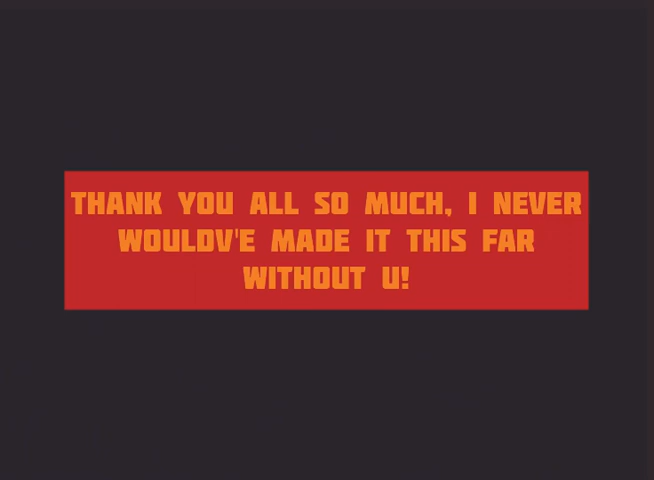 THANK YOU ALL SO MUCH, I NEVER
WOULDV'E MADE IT THIS FAR
WITHOUT U!